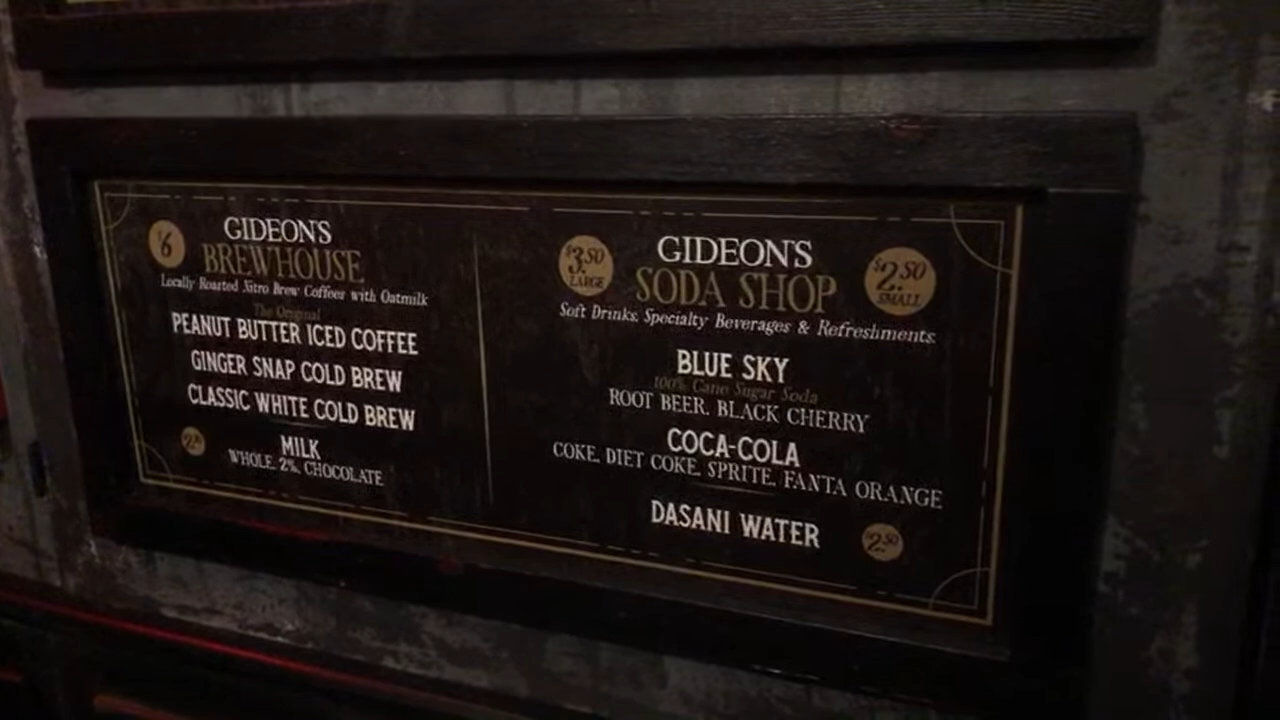 $6
GIDEON'S
BREWHOUSE
Locally Roasted Nitro Brew Coffees with Oatmilk
The Original
PEANUT BUTTER ICED COFFEE
GINGER SNAP COLD BREW
CLASSIC WHITE COLD BREW
MILK
WHOLE, 2%, CHOCOLATE
$3.50
LARGE
GIDEON'S
SODA SHOP
$2.50
SMALL
Soft Drinks, Specialty Beverages & Refreshments
BLUE SKY
100% Cane Sugar Soda
ROOT BEER, BLACK CHERRY
COCA-COLA
COKE, DIET COKE, SPRITE, FANTA ORANGE
DASANI WATER
$2.50